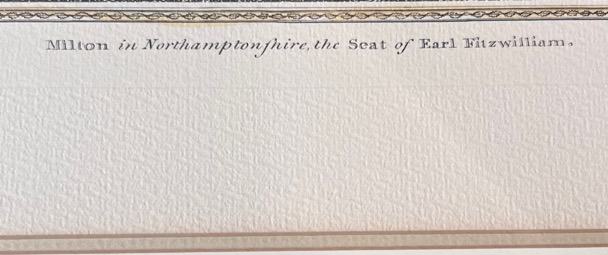 Milton in Northamptonſhire, the Seat of Earl Fitzwilliam.